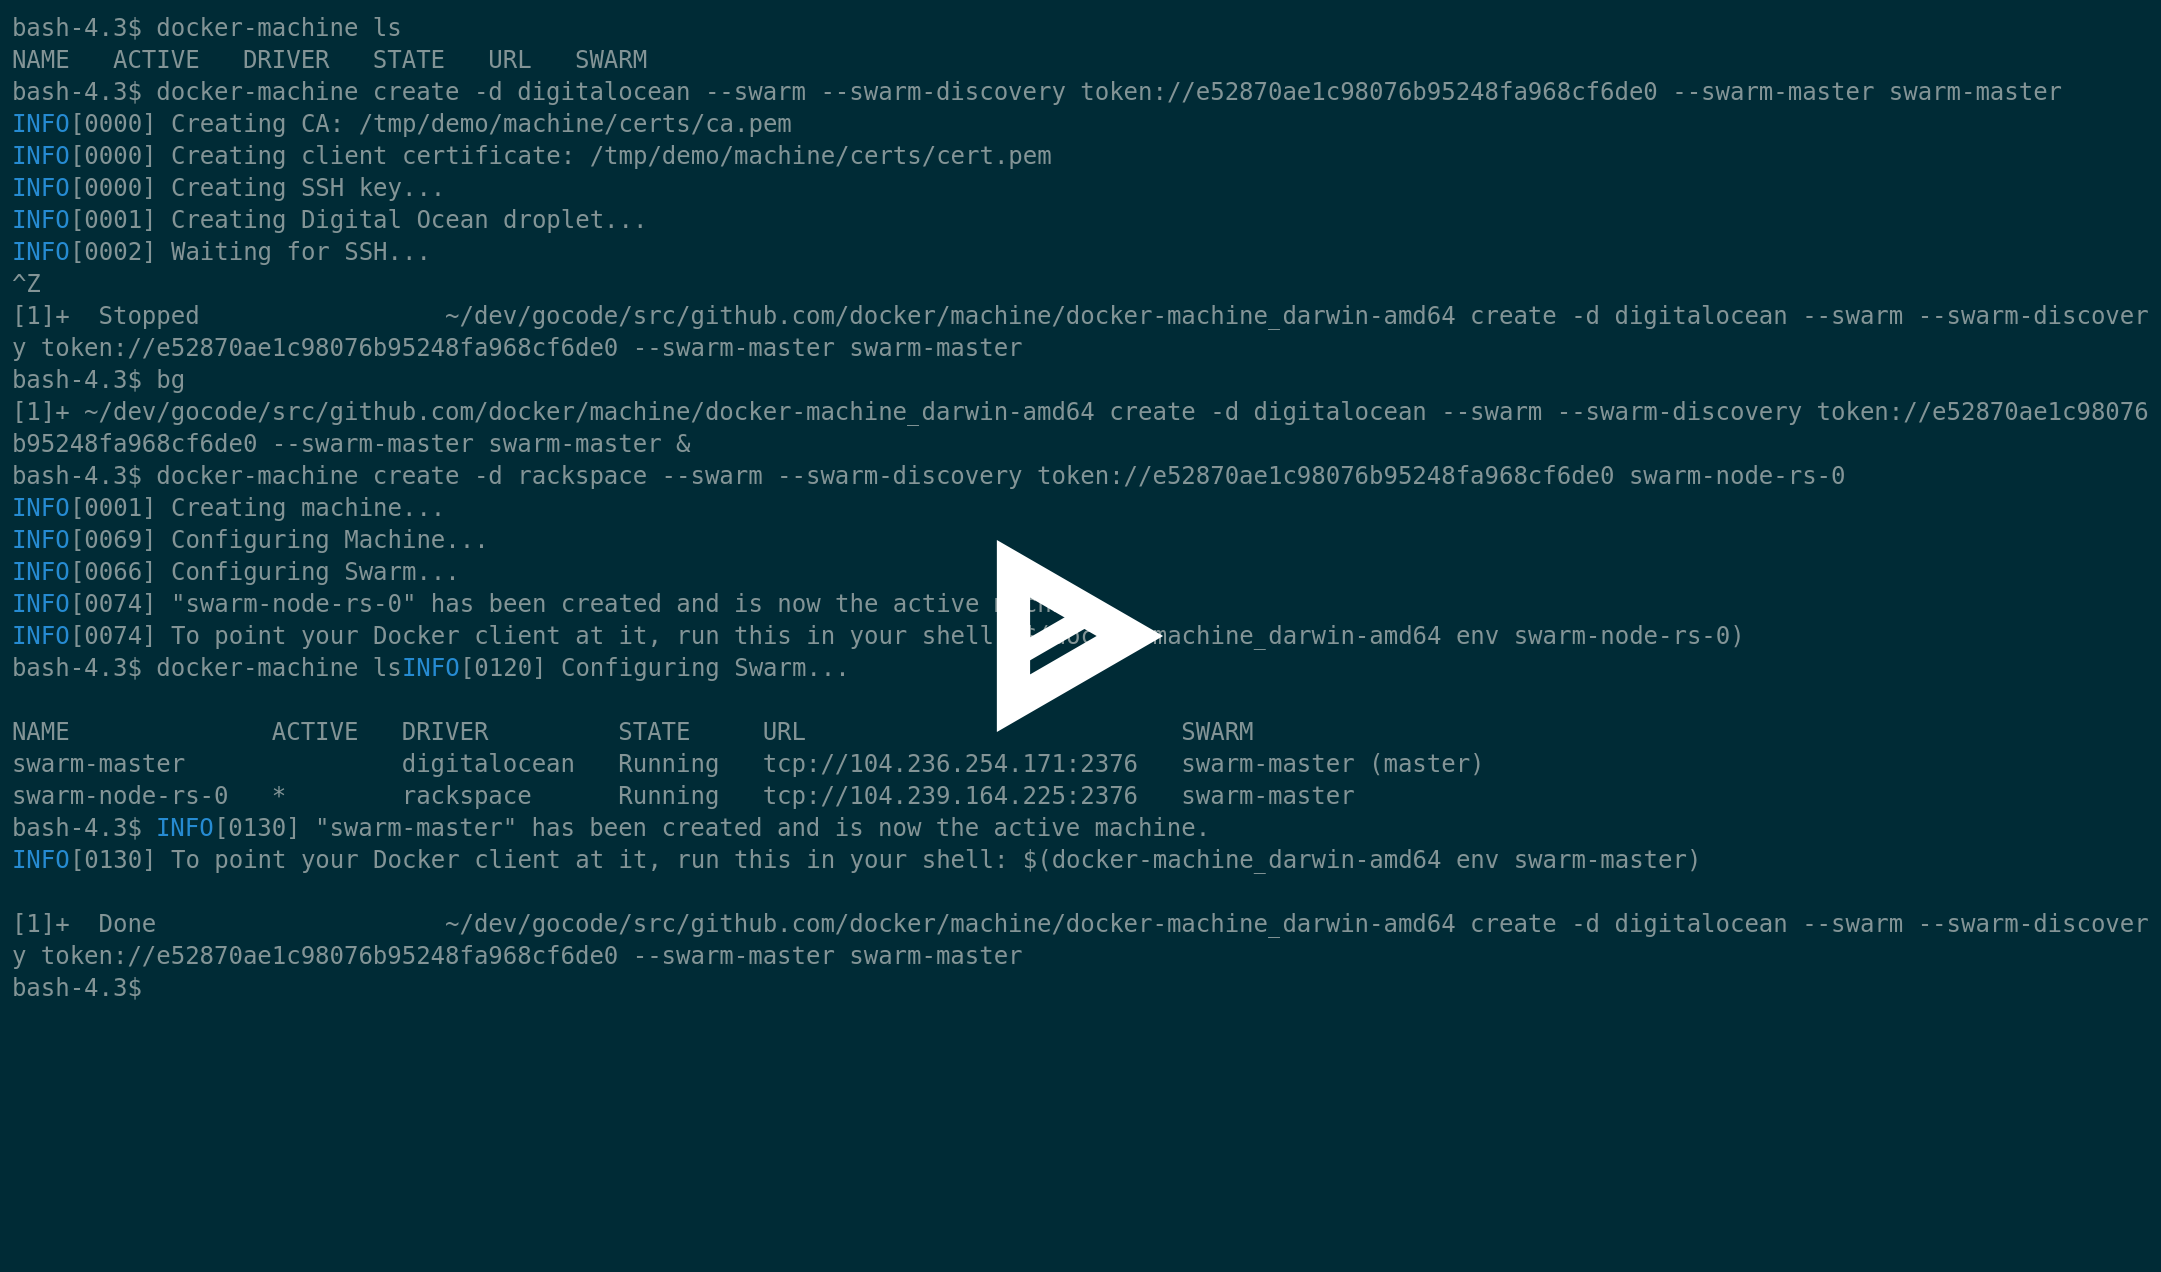 bash-4.3$ docker-machine ls
NAME   ACTIVE   DRIVER   STATE   URL   SWARM
bash-4.3$ docker-machine create -d digitalocean --swarm --swarm-discovery token://e52870ae1c98076b95248fa968cf6de0 --swarm-master swarm-master
INFO[0000] Creating CA: /tmp/demo/machine/certs/ca.pem
INFO[0000] Creating client certificate: /tmp/demo/machine/certs/cert.pem
INFO[0000] Creating SSH key...
INFO[0001] Creating Digital Ocean droplet...
INFO[0002] Waiting for SSH...
^Z
[1]+  Stopped                 ~/dev/gocode/src/github.com/docker/machine/docker-machine_darwin-amd64 create -d digitalocean --swarm --swarm-discover
y token://e52870ae1c98076b95248fa968cf6de0 --swarm-master swarm-master
bash-4.3$ bg
[1]+ ~/dev/gocode/src/github.com/docker/machine/docker-machine_darwin-amd64 create -d digitalocean --swarm --swarm-discovery token://e52870ae1c98076
b95248fa968cf6de0 --swarm-master swarm-master &
bash-4.3$ docker-machine create -d rackspace --swarm --swarm-discovery token://e52870ae1c98076b95248fa968cf6de0 swarm-node-rs-0
INFO[0001] Creating machine...
INFO[0069] Configuring Machine...
INFO[0066] Configuring Swarm...
INFO[0074] "swarm-node-rs-0" has been created and is now the active
INFO[0074] To point your Docker client at it, run this in your shell machine_darwin-amd64 env swarm-node-rs-0)
bash-4.3$ docker-machine lsINFO[0120] Configuring Swarm...
NAME              ACTIVE   DRIVER         STATE     URL                          SWARM
swarm-master               digitalocean   Running   tcp://104.236.254.171:2376   swarm-master (master)
swarm-node-rs-0   *        rackspace      Running   tcp://104.239.164.225:2376   swarm-master
bash-4.3$ INFO[0130] "swarm-master" has been created and is now the active machine.
INFO[0130] To point your Docker client at it, run this in your shell: $(docker-machine_darwin-amd64 env swarm-master)
[1]+  Done                    ~/dev/gocode/src/github.com/docker/machine/docker-machine_darwin-amd64 create -d digitalocean --swarm --swarm-discover
y token://e52870ae1c98076b95248fa968cf6de0 --swarm-master swarm-master
bash-4.3$